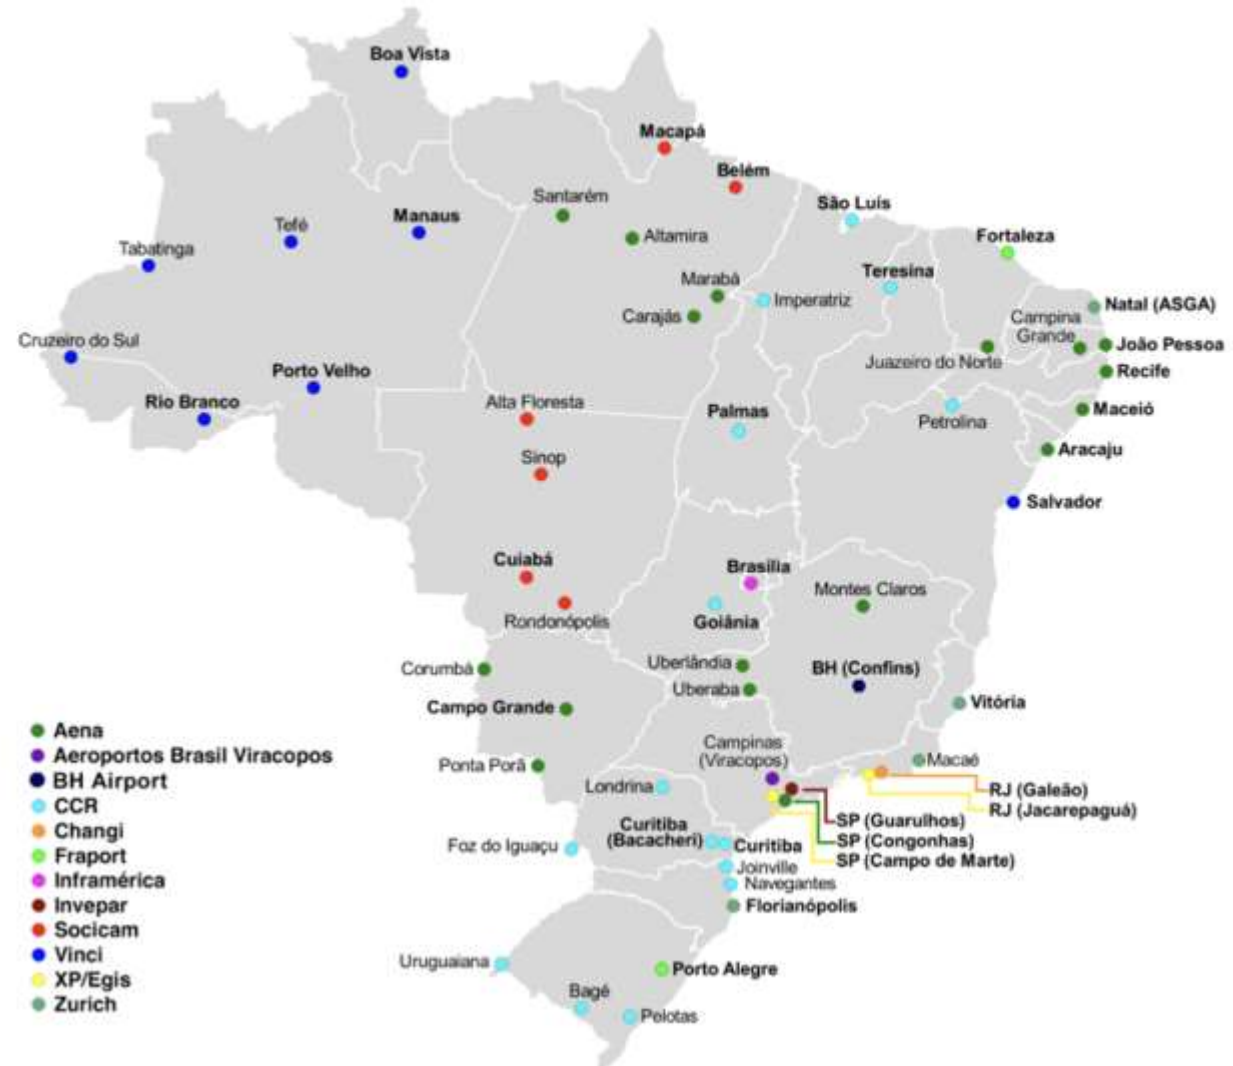 Boa Vista
Macapá
Belém
Santarém
São Luís
Manaus
Tefé
Altamira
Fortaleza
Tabatinga
Teresina
Marabá
Imperatriz
Natal (ASGA)
Carajás
Campina
Grande
Cruzeiro do Sul
João Pessoa
Juazeiro do Norte
Porto Velho
Recife
Rio Branco
Alta Floresta
Palmas
Maceió
Petrolina
Aracaju
Sinop
Salvador
Cuiabá
Brasília
Montes Claros
Rondonópolis
Goiânia
Corumbá
Uberlândia
BH (Confins)
Uberaba
Campo Grande
Vitória
Campinas
(Viracopos)
Macaé
Ponta Porã
Londrina
RJ (Galeão)
RJ (Jacarepaguá)
SP (Guarulhos)
SP (Congonhas)
SP (Campo de Marte)
Curitiba
(Bacacheri)
Curitiba
Foz do Iguaçu
Joinville
Navegantes
Florianópolis
Uruguaiana
Porto Alegre
Bagé
Pelotas
Aena
Aeroportos Brasil Viracopos
BH Airport
CCR
Changi
Fraport
Inframérica
Invepar
Socicam
Vinci
XP/Egis
Zurich